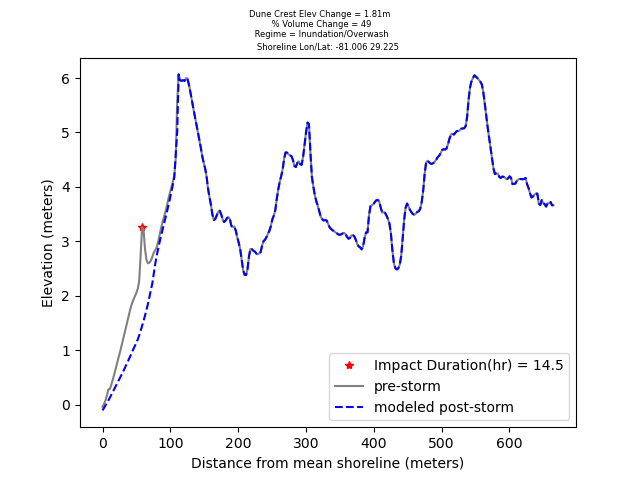 Dune Crest Elev Change = 1.81m
% Volume Change = 49
Regime = Inundation/Overwash
Shoreline Lon/Lat: -81.006 29.225
6
5
4
3
2
1
0
Elevation (meters)
Impact Duration(hr) = 14.5
pre-storm
modeled post-storm
0 100 200 300 400 500 600
Distance from mean shoreline (meters)